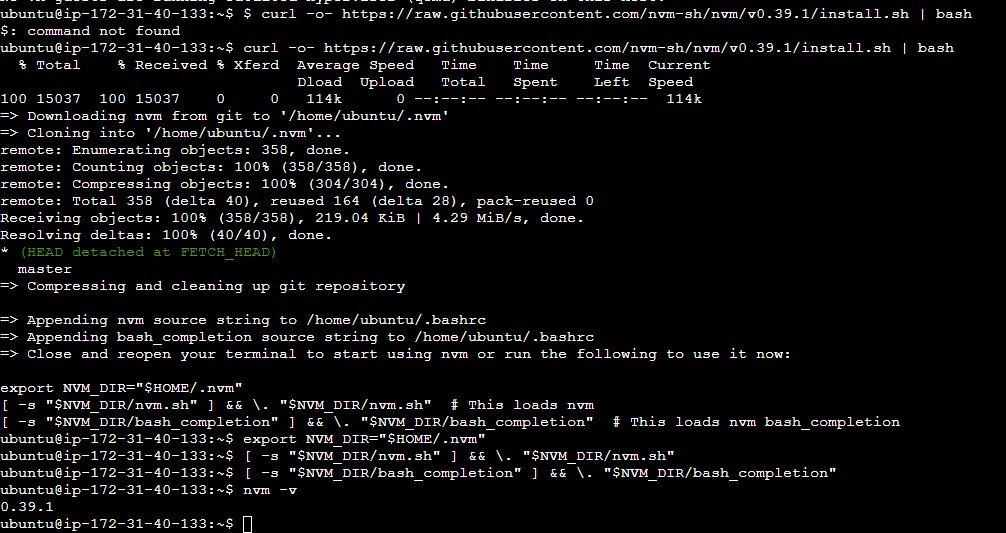 ubuntu@ip-172-31-40-133:~$ $ curl -o- https://raw.githubusercontent.com/nvm-sh/nvm/v0.39.1/install.sh | bash
$: command not found
ubuntu@ip-172-31-40-133:~$ curl -o- https://raw.githubusercontent.com/nvm-sh/nvm/v0.39.1/install.sh | bash
  % Total    % Received % Xferd  Average Speed   Time    Time     Time  Current
                                 Dload  Upload   Total   Spent    Left  Speed
100 15037  100 15037    0     0   114k      0 --:--:-- --:--:-- --:--:--  114k
=> Downloading nvm from git to '/home/ubuntu/.nvm'
=> Cloning into '/home/ubuntu/.nvm'...
remote: Enumerating objects: 358, done.
remote: Counting objects: 100% (358/358), done.
remote: Compressing objects: 100% (304/304), done.
remote: Total 358 (delta 40), reused 164 (delta 28), pack-reused 0
Receiving objects: 100% (358/358), 219.04 KiB | 4.29 MiB/s, done.
Resolving deltas: 100% (40/40), done.
* (HEAD detached at FETCH_HEAD)
  master
=> Compressing and cleaning up git repository

=> Appending nvm source string to /home/ubuntu/.bashrc
=> Appending bash_completion source string to /home/ubuntu/.bashrc
=> Close and reopen your terminal to start using nvm or run the following to use it now:

export NVM_DIR="$HOME/.nvm"
[ -s "$NVM_DIR/nvm.sh" ] && \. "$NVM_DIR/nvm.sh"  # This loads nvm
[ -s "$NVM_DIR/bash_completion" ] && \. "$NVM_DIR/bash_completion"  # This loads nvm bash_completion
ubuntu@ip-172-31-40-133:~$ export NVM_DIR="$HOME/.nvm"
ubuntu@ip-172-31-40-133:~$ [ -s "$NVM_DIR/nvm.sh" ] && \. "$NVM_DIR/nvm.sh"
ubuntu@ip-172-31-40-133:~$ [ -s "$NVM_DIR/bash_completion" ] && \. "$NVM_DIR/bash_completion"
ubuntu@ip-172-31-40-133:~$ nvm -v
0.39.1
ubuntu@ip-172-31-40-133:~$